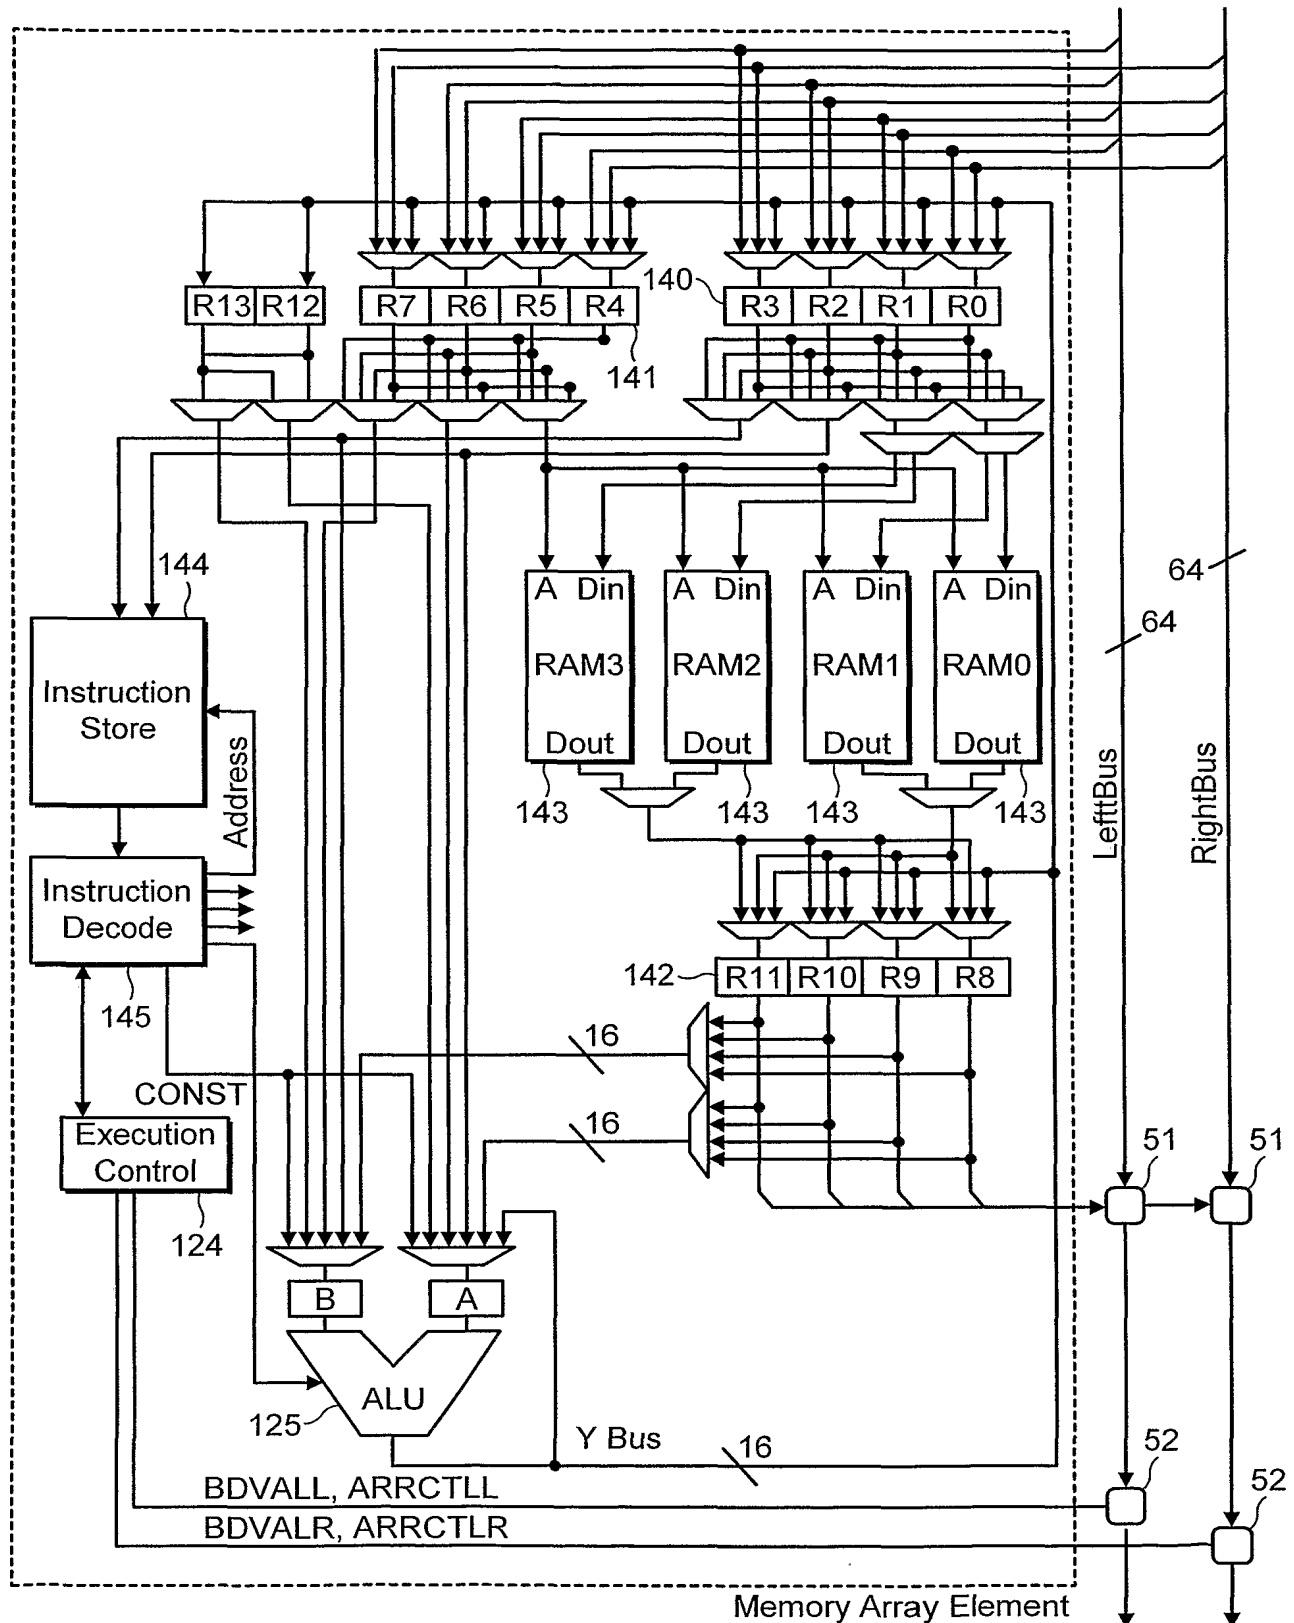 R13 R12 R7 R6 R5 R4 140 R3 R2 R1 R0
141
144
64
64
A Din A Din A Din A Din
RAM3 RAM2 RAM1 RAM0
Dout Dout Dout Dout
143 143 143 143
Instruction
Store
Address
LefttBus
RightBus
Instruction
Decode
145
142 R11 R10 R9 R8
16
CONST
16
Execution
Control
124
51 51
B A
ALU
125
Y Bus 16
52
52
BDVALL, ARRCTLL
BDVALR, ARRCTLR
Memory Array Element